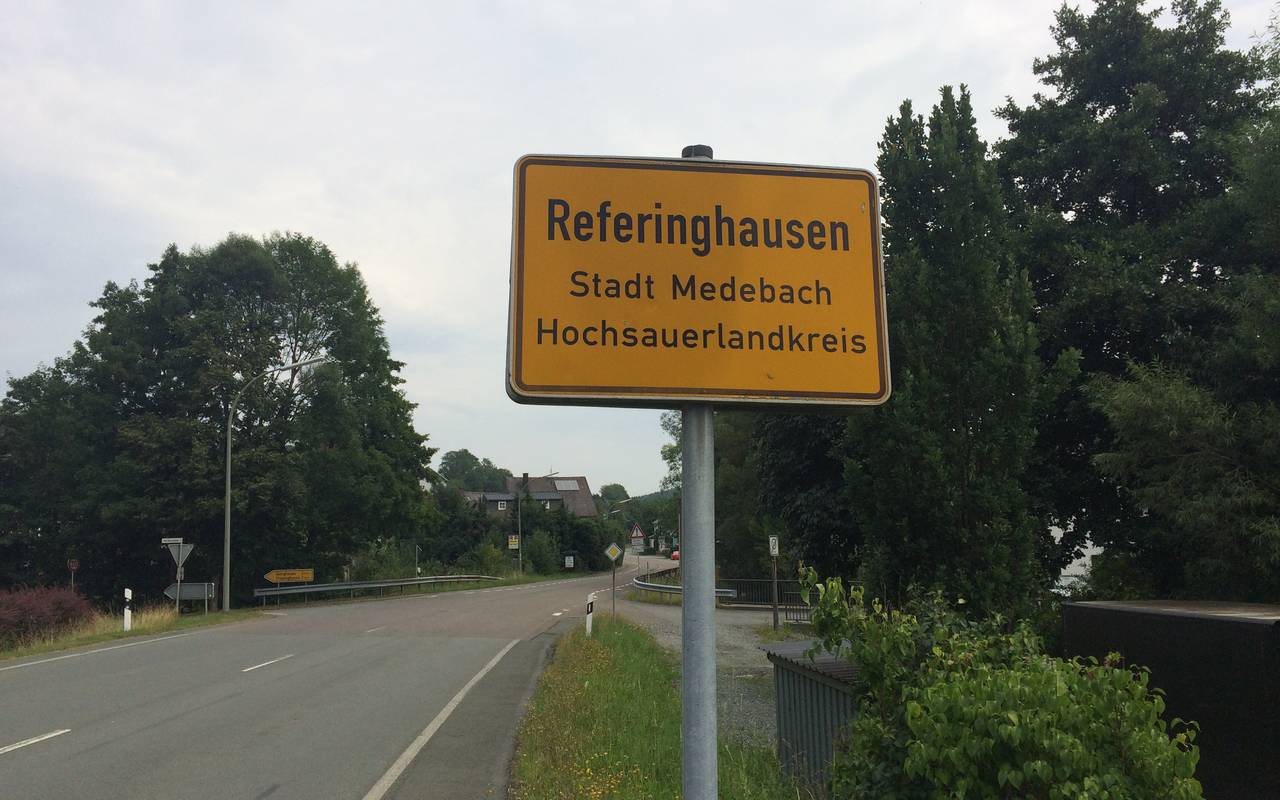 Referinghausen
Stadt Medebach
Hochsauerlandkreis